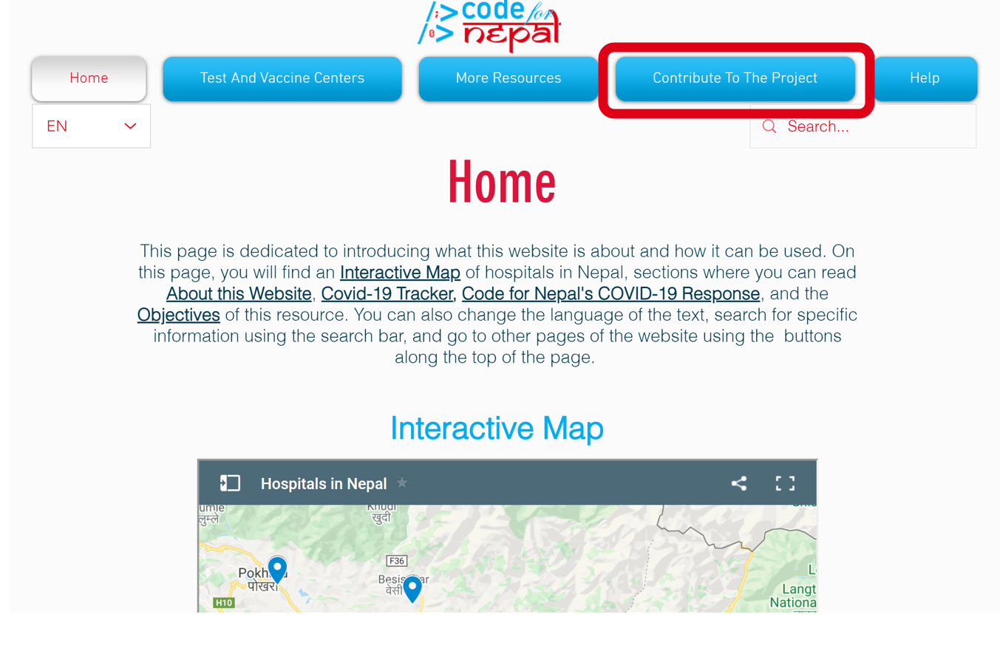 code for
नेpal
Home
Test And Vaccine Centers
More Resources
Contribute To The Project
Help
EN
Search...
Home
This page is dedicated to introducing what this website is about and how it can be used. On
this page, you will find an Interactive Map of hospitals in Nepal, sections where you can read
About this Website, Covid-19 Tracker, Code for Nepal's COVID-19 Response, and the
Objectives of this resource. You can also change the language of the text, search for specific
information using the search bar, and go to other pages of the website using the buttons
along the top of the page.
Interactive Map
Hospitals in Nepal
लुम्ले
Khudi
खुदी
F36
पोखरा
H10
Langt
Nationa